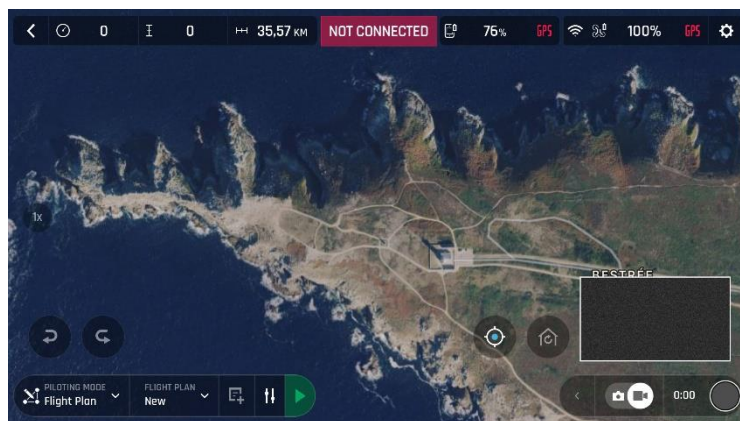 0
0
35,57 KM
NOT CONNECTED
76%
GPS
100%
GPS
1x
BESTRÉE
PILOTING MODE
Flight Plan
FLIGHT PLAN
New
0:00